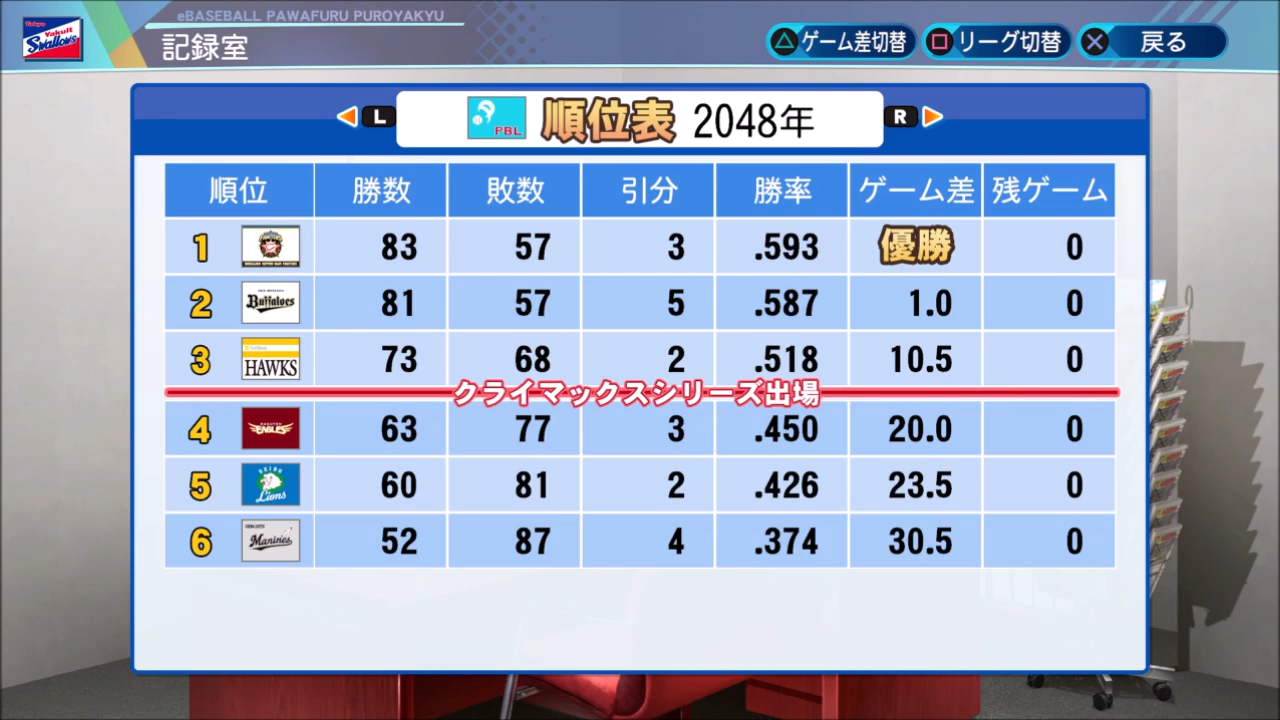 eBASEBALL PAWAFURU PUROYAKYU
Tokyo Yakult Swallows
記録室
△ゲーム差切替 □リーグ切替 ×戻る
L PBL 順位表 2048年 R
順位 勝数 敗数 引分 勝率 ゲーム差 残ゲーム
1 83 57 3 .593 優勝 0
2 Buffaloes 81 57 5 .587 1.0 0
3 HAWKS 73 68 2 .518 10.5 0
クライマックスシリーズ出場
4 EAGLES 63 77 3 .450 20.0 0
5 SEIBU Lions 60 81 2 .426 23.5 0
6 Marines 52 87 4 .374 30.5 0